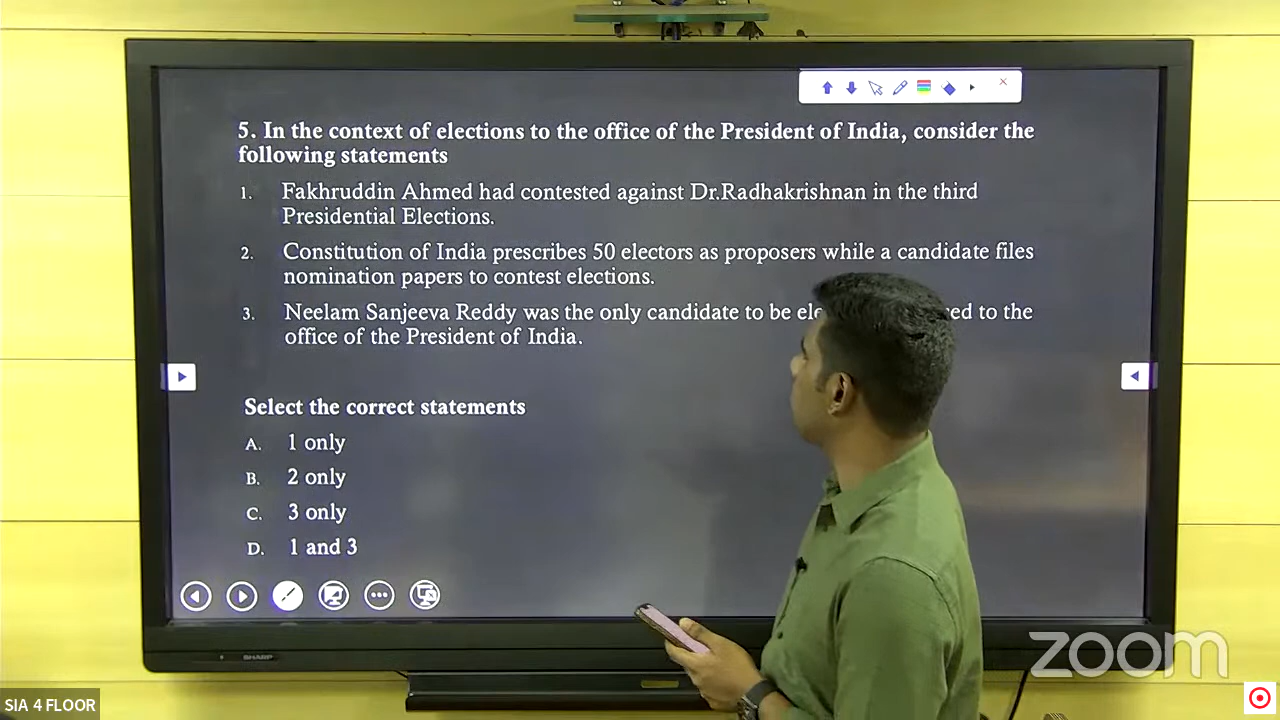 5. In the context of elections to the office of the President of India, consider the
following statements
1. Fakhruddin Ahmed had contested against Dr.Radhakrishnan in the third
Presidential Elections.
2. Constitution of India prescribes 50 electors as proposers while a candidate files
nomination papers to contest elections.
3. Neelam Sanjeeva Reddy was the only candidate to be to the
office of the President of India.
Select the correct statements
A. 1 only
B. 2 only
C. 3 only
D. 1 and 3
SHARP
zoom
SIA 4 FLOOR